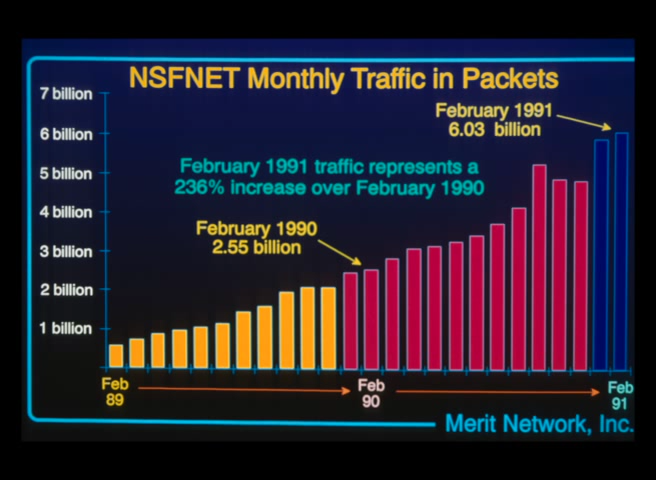 NSFNET Monthly Traffic in Packets
7 billion
6 billion
5 billion
4 billion
3 billion
2 billion
1 billion
February 1991
6.03 billion
February 1991 traffic represents a
236% increase over February 1990
February 1990
2.55 billion
Feb
89
Feb
90
Feb
91
Merit Network, Inc.